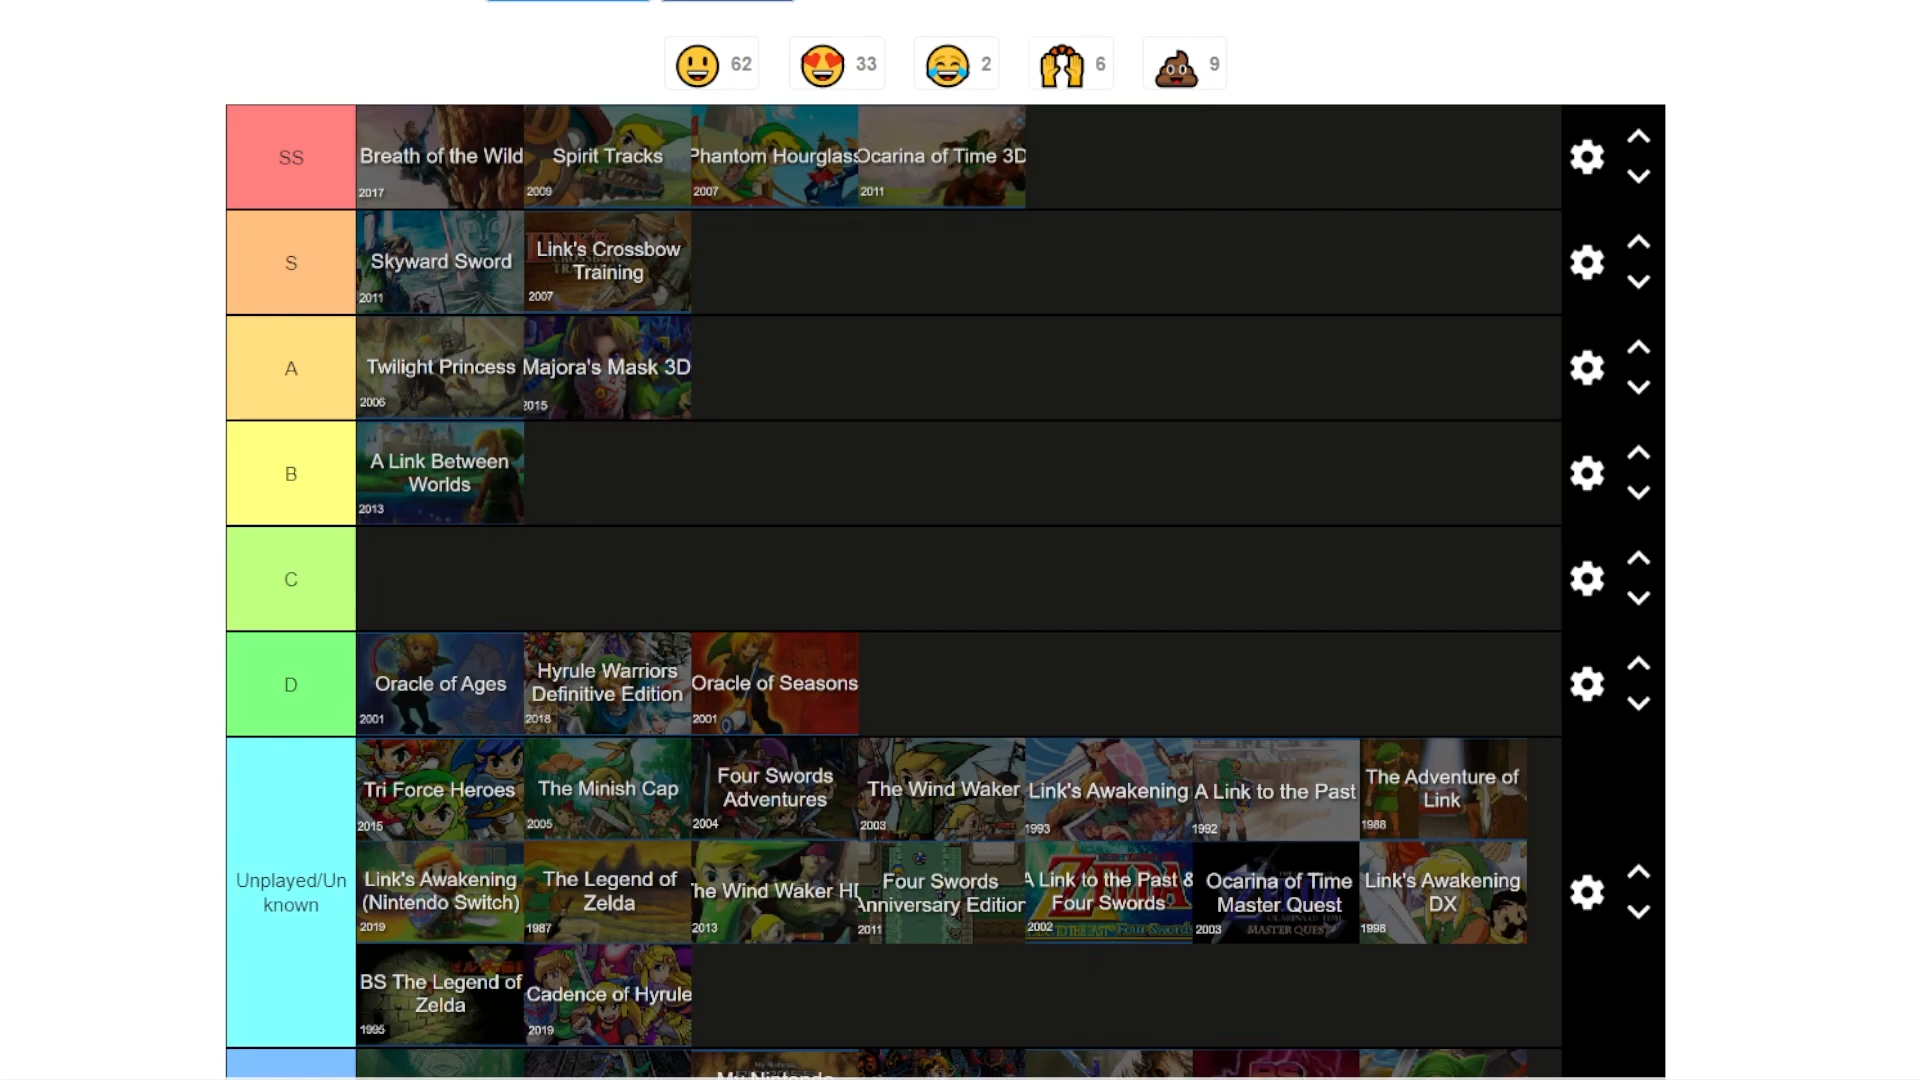 62
33
2
6
9
SS
Breath of the Wild
2017
Spirit Tracks
2009
Phantom Hourglass
2007
Ocarina of Time 3D
2011
S
Skyward Sword
2011
Link's Crossbow
Training
2007
A
Twilight Princess
2006
Majora's Mask 3D
2015
B
A Link Between
Worlds
2013
C
D
Oracle of Ages
2001
Hyrule Warriors
Definitive Edition
2018
Oracle of Seasons
2001
Unplayed/Un
known
Tri Force Heroes
2015
The Minish Cap
2005
Four Swords
Adventures
2004
The Wind Waker
2003
Link's Awakening
1993
A Link to the Past
1992
The Adventure of
Link
1988
Link's Awakening
(Nintendo Switch)
2019
The Legend of
Zelda
1987
The Wind Waker HD
2013
Four Swords
Anniversary Edition
2011
A Link to the Past &
Four Swords
2002
Ocarina of Time
Master Quest
MASTER QUEST
2003
Link's Awakening
DX
1998
BS The Legend of
Zelda
1995
Cadence of Hyrule
2019
My Nintendo